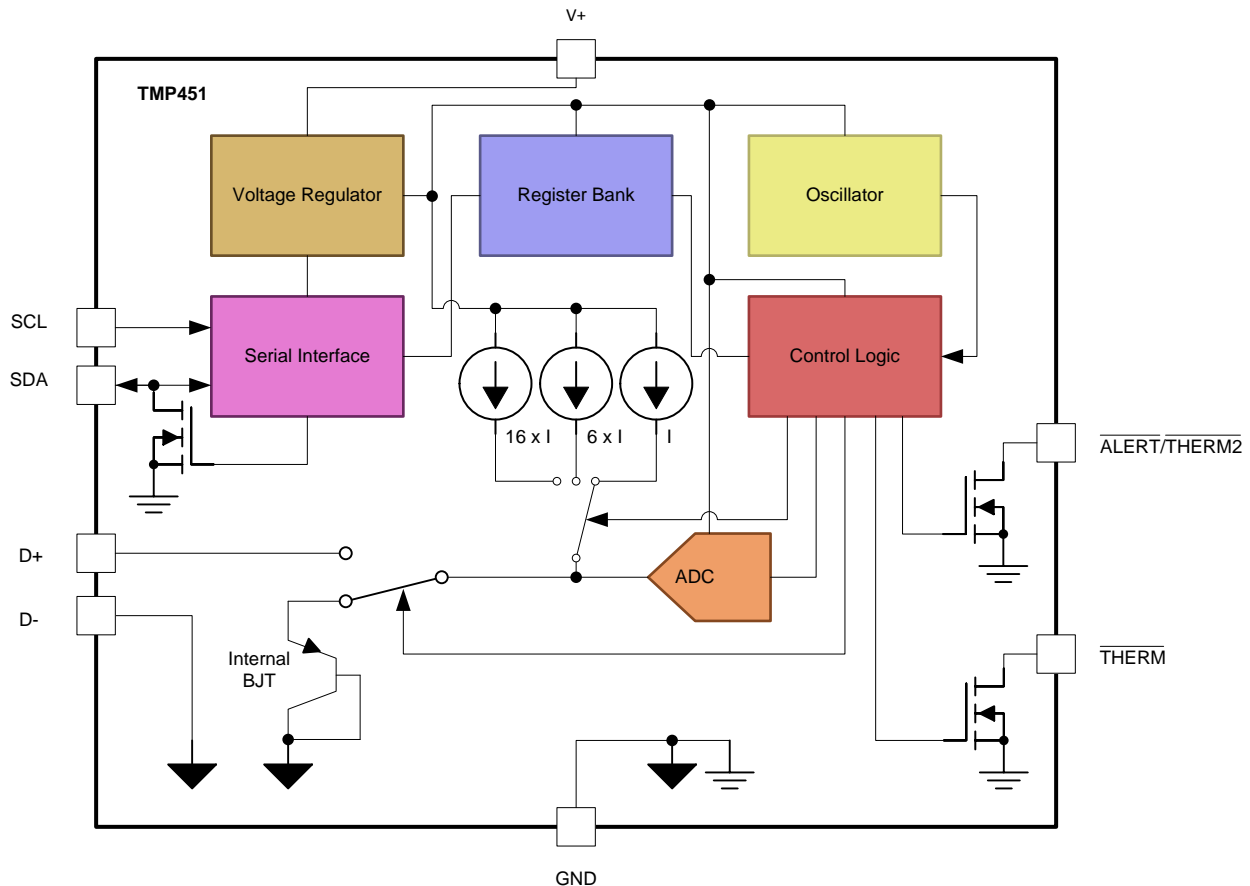 V+
TMP451
Voltage Regulator
Register Bank
Oscillator
SCL
Serial Interface
Control Logic
SDA
16 x I
6 x I
I
ALERT/THERM2
D+
ADC
D-
Internal
BJT
THERM
GND